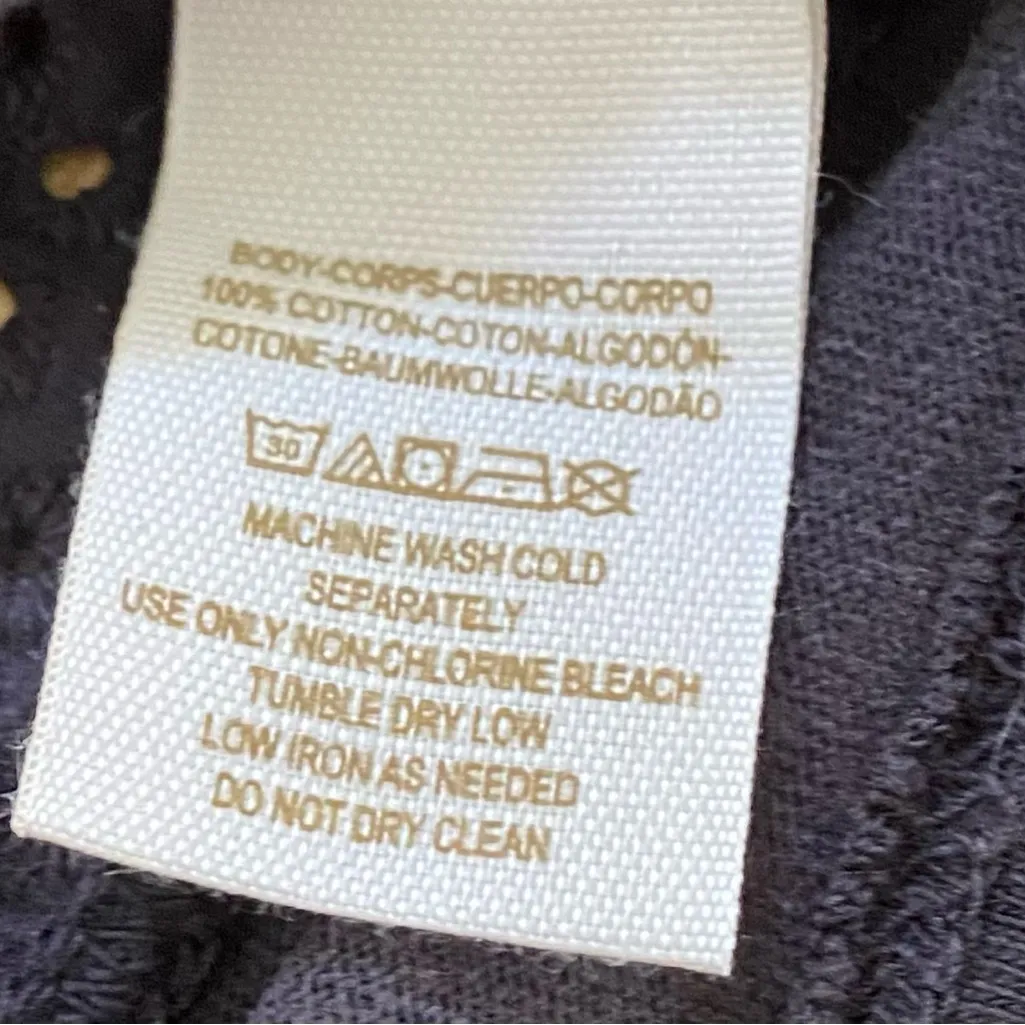 BODY-CORPS-CUERPO-CORPO
100% COTTON-COTON-ALGODÓN-
COTONE-BAUMWOLLE-ALGODÃO
30
MACHINE WASH COLD
SEPARATELY
USE ONLY NON-CHLORINE BLEACH
TUMBLE DRY LOW
LOW IRON AS NEEDED
DO NOT DRY CLEAN